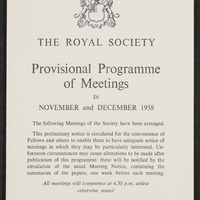 THE ROYAL SOCIETY
Provisional Programme
of Meetings
IN
NOVEMBER and DECEMBER 1958
The following Meetings of the Society have been arranged.
This preliminary notice is circulated for the convenience of
Fellows and others to enable them to have adequate notice
of meetings in which they may be particularly interested. Un-
foreseen circumstances may cause alterations to be made after
publication of this programme: these will be notified by the
circulation of the usual Meeting Notice, containing the
summaries of the papers, one week before each meeting.
All meetings will commence at 4.30 p.m. unless
otherwise stated